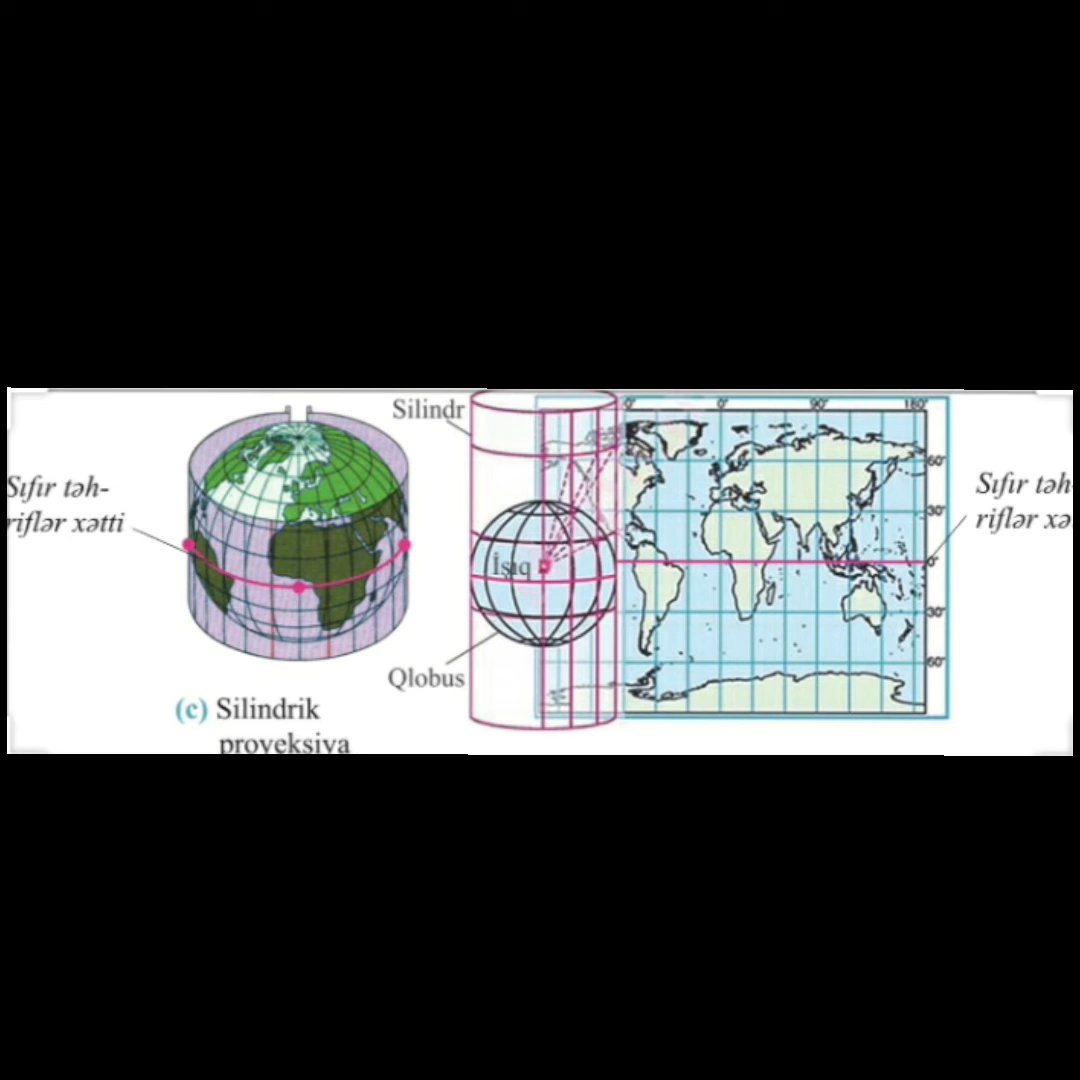 Sıfır təh-
riflər xətti
(c) Silindrik
proyeksiya
Silindr
İşıq
Qlobus
0° 90° 180°
60°
30°
0°
30°
60°
Sıfır təh
riflər xə